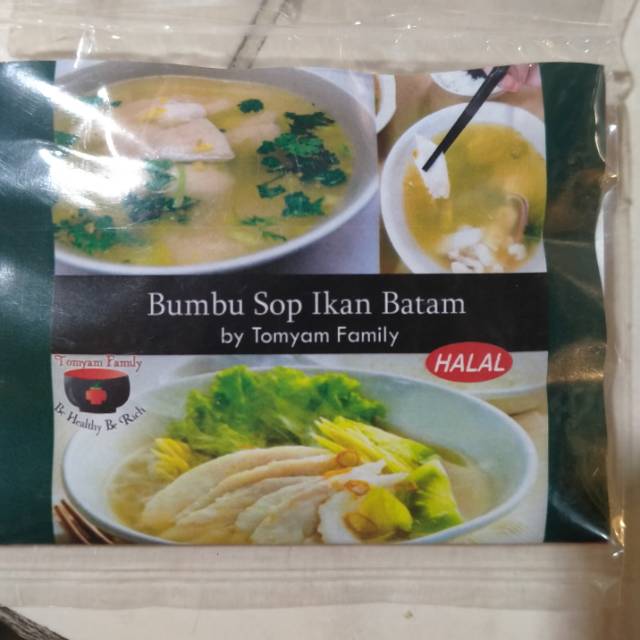 Bumbu Sop Ikan Batam
by Tomyam Family
HALAL
Tomyam Family
Be Healthy Be Rich